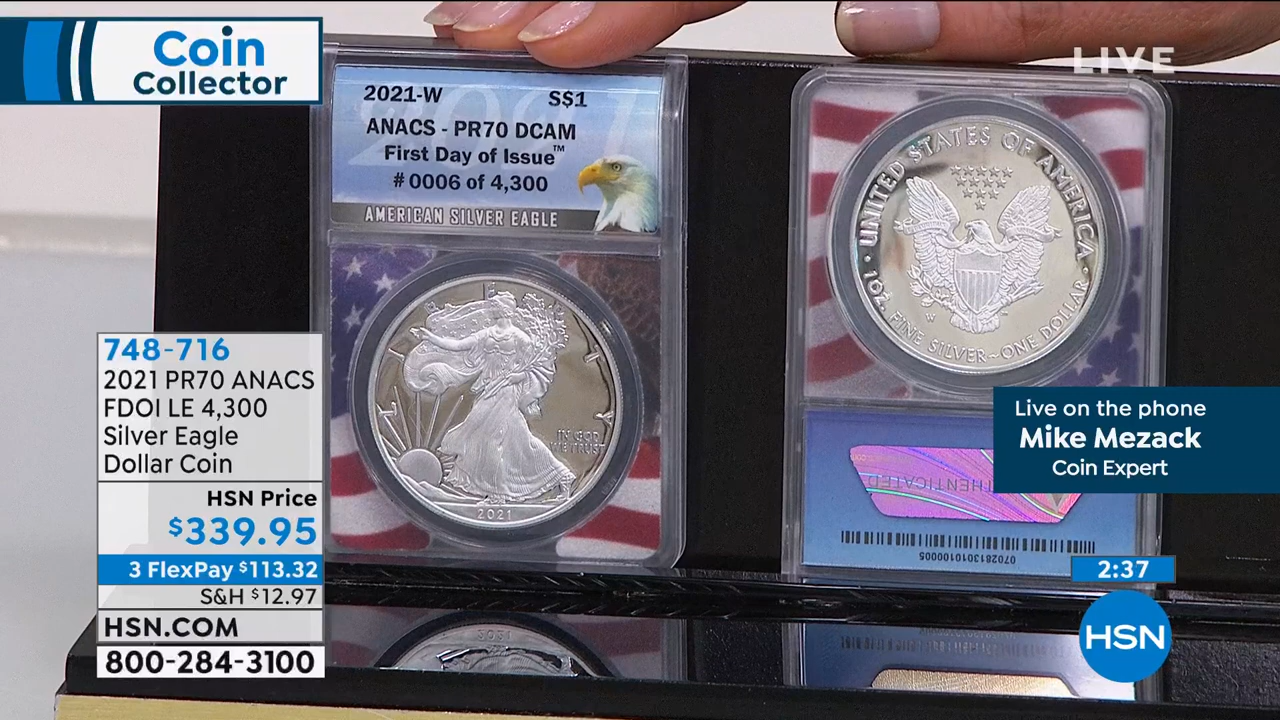 Coin
Collector
LIVE
2021-W S$1
ANACS - PR70 DCAM
First Day of Issue™
# 0006 of 4,300
AMERICAN SILVER EAGLE
IN GOD
WE TRUST
2021
UNITED STATES OF AMERICA
1 OZ. FINE SILVER~ONE DOLLAR
W
0702813010100005
748-716
2021 PR70 ANACS
FDOI LE 4,300
Silver Eagle
Dollar Coin
HSN Price
$339.95
3 FlexPay $113.32
S&H $12.97
HSN.COM
800-284-3100
Live on the phone
Mike Mezack
Coin Expert
2:37
HSN